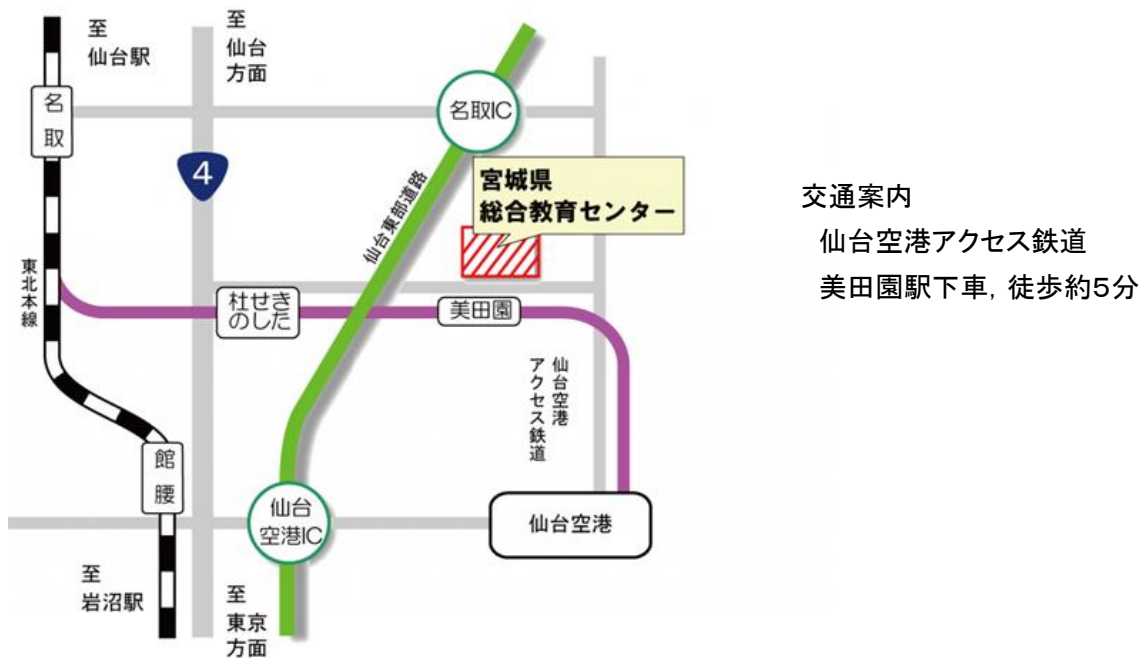 至
仙台駅
至
仙台
方面
名取
名取IC
4
宮城県
総合教育センター
仙台東部道路
交通案内
仙台空港アクセス鉄道
美田園駅下車，徒歩約5分
東北本線
杜せき
のした
美田園
仙台空港
アクセス鉄道
館腰
仙台
空港IC
仙台空港
至
岩沼駅
至
東京
方面